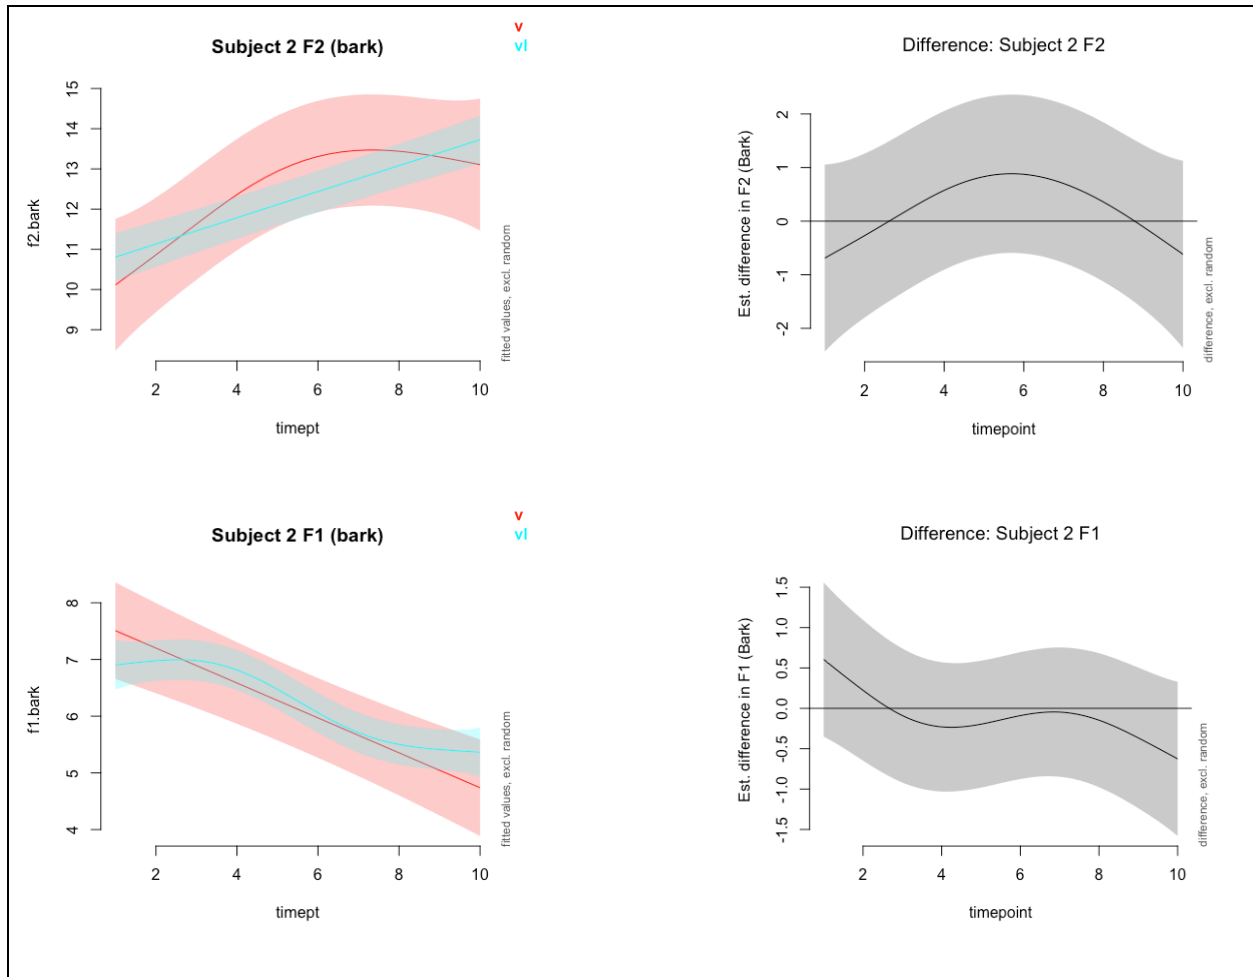 Subject 2 F2 (bark)
v
vl
f2.bark
15
14
13
12
11
10
9
2 4 6 8 10
timept
fitted values, excl. random
Difference: Subject 2 F2
Est. difference in F2 (Bark)
2
1
0
-1
-2
2 4 6 8 10
timepoint
difference, excl. random
Subject 2 F1 (bark)
v
vl
f1.bark
8
7
6
5
4
2 4 6 8 10
timept
fitted values, excl. random
Difference: Subject 2 F1
Est. difference in F1 (Bark)
1.5
1.0
0.5
0.0
-0.5
-1.0
-1.5
2 4 6 8 10
timepoint
difference, excl. random